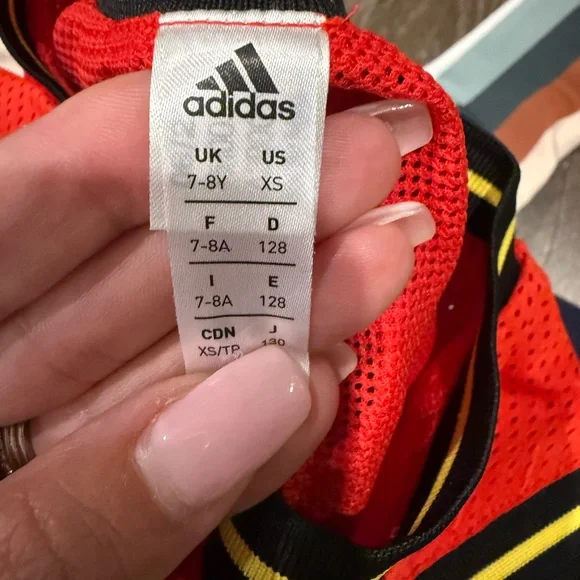 adidas
UK US
7-8Y XS
F D
7-8A 128
I E
7-8A 128
CDN J
XS/TP